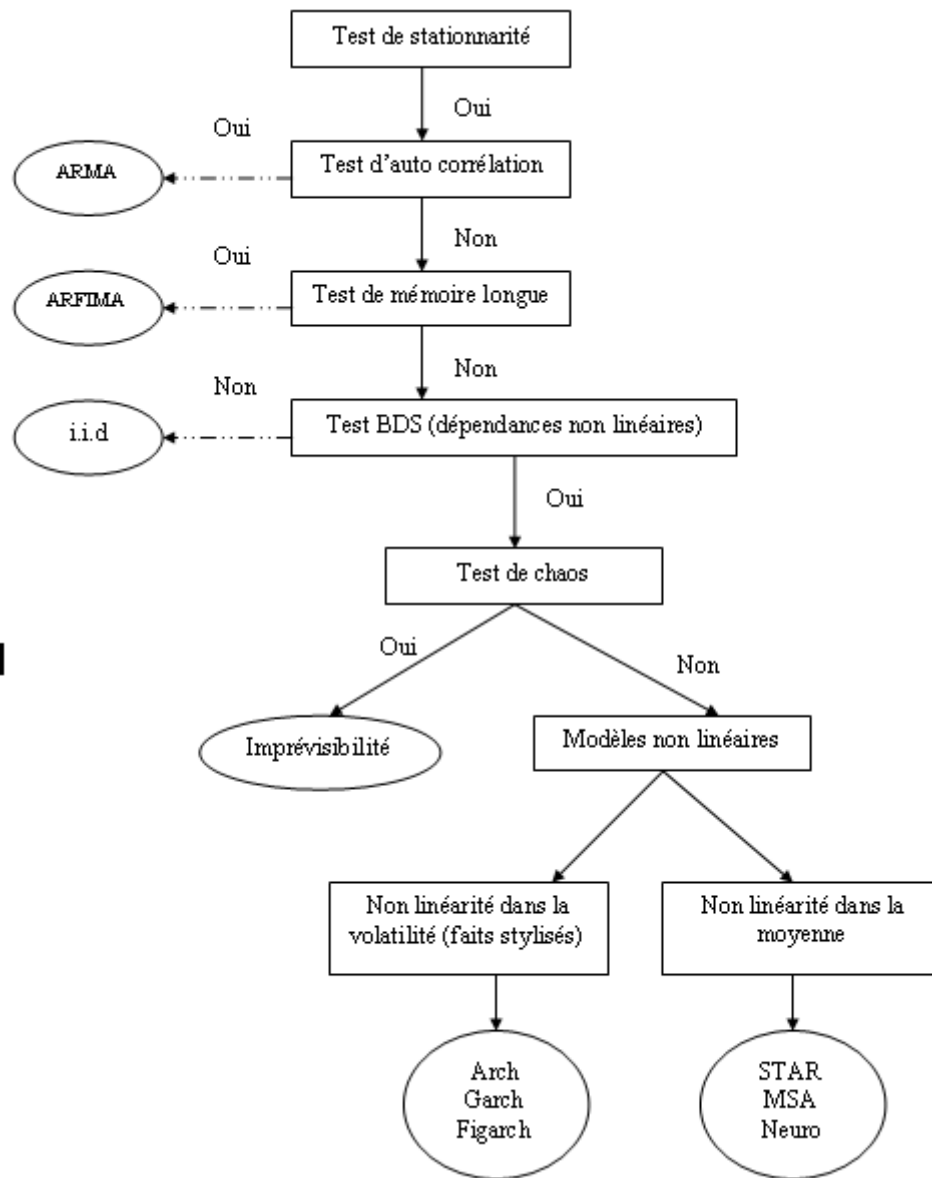 Test de stationnarité
Oui
Oui
ARMA
Test d'auto corrélation
Non
Oui
ARFIMA
Test de mémoire longue
Non
Non
i.i.d
Test BDS (dépendances non linéaires)
Oui
Test de chaos
Oui
Non
Imprévisibilité
Modèles non linéaires
Non linéarité dans la
volatilité (faits stylisés)
Non linéarité dans la
moyenne
Arch
Garch
Figarch
STAR
MSA
Neuro